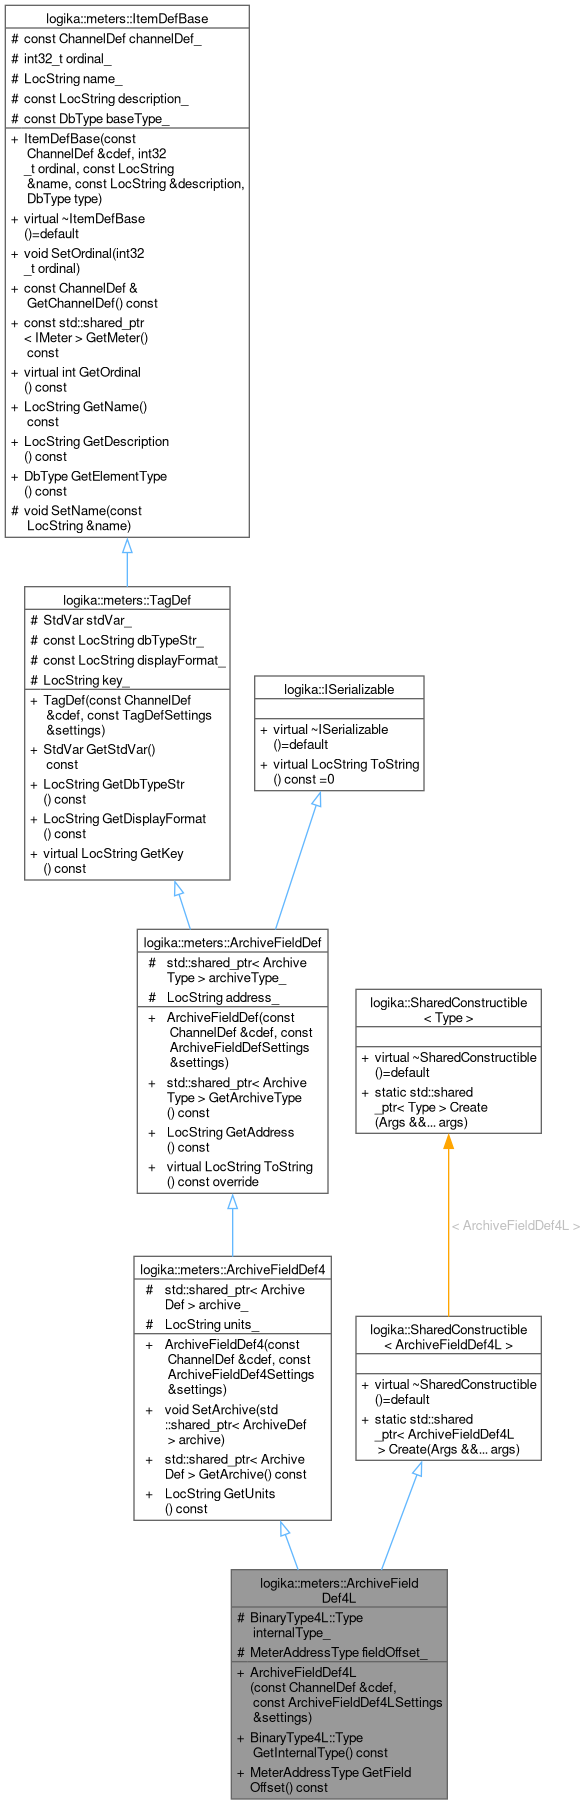 logika::meters::ItemDefBase
# const ChannelDef channelDef_
# int32_t ordinal_
# LocString name_
# const LocString description_
# const DbType baseType_
+ ItemDefBase(const
ChannelDef &cdef, int32
_t ordinal, const LocString
&name, const LocString &description,
DbType type)
+ virtual ~ItemDefBase
()=default
+ void SetOrdinal(int32
_t ordinal)
+ const ChannelDef &
GetChannelDef() const
+ const std::shared_ptr
< IMeter > GetMeter()
const
+ virtual int GetOrdinal
() const
+ LocString GetName()
const
+ LocString GetDescription
() const
+ DbType GetElementType
() const
# void SetName(const
LocString &name)
logika::meters::TagDef
# StdVar stdVar_
# const LocString dbTypeStr_
# const LocString displayFormat_
# LocString key_
+ TagDef(const ChannelDef
&cdef, const TagDefSettings
&settings)
+ StdVar GetStdVar()
const
+ LocString GetDbTypeStr
() const
+ LocString GetDisplayFormat
() const
+ virtual LocString GetKey
() const
logika::ISerializable
+ virtual ~ISerializable
()=default
+ virtual LocString ToString
() const =0
logika::meters::ArchiveFieldDef
# std::shared_ptr< Archive
Type > archiveType_
# LocString address_
+ ArchiveFieldDef(const
ChannelDef &cdef, const
ArchiveFieldDefSettings
&settings)
+ std::shared_ptr< Archive
Type > GetArchiveType
() const
+ LocString GetAddress
() const
+ virtual LocString ToString
() const override
logika::SharedConstructible
< Type >
+ virtual ~SharedConstructible
()=default
+ static std::shared
_ptr< Type > Create
(Args &&... args)
< ArchiveFieldDef4L >
logika::meters::ArchiveFieldDef4
# std::shared_ptr< Archive
Def > archive_
# LocString units_
+ ArchiveFieldDef4(const
ChannelDef &cdef, const
ArchiveFieldDef4Settings
&settings)
+ void SetArchive(std
::shared_ptr< ArchiveDef
> archive)
+ std::shared_ptr< Archive
Def > GetArchive() const
+ LocString GetUnits
() const
logika::SharedConstructible
< ArchiveFieldDef4L >
+ virtual ~SharedConstructible
()=default
+ static std::shared
_ptr< ArchiveFieldDef4L
> Create(Args &&... args)
logika::meters::ArchiveField
Def4L
# BinaryType4L::Type
internalType_
# MeterAddressType fieldOffset_
+ ArchiveFieldDef4L
(const ChannelDef &cdef,
const ArchiveFieldDef4LSettings
&settings)
+ BinaryType4L::Type
GetInternalType() const
+ MeterAddressType GetField
Offset() const